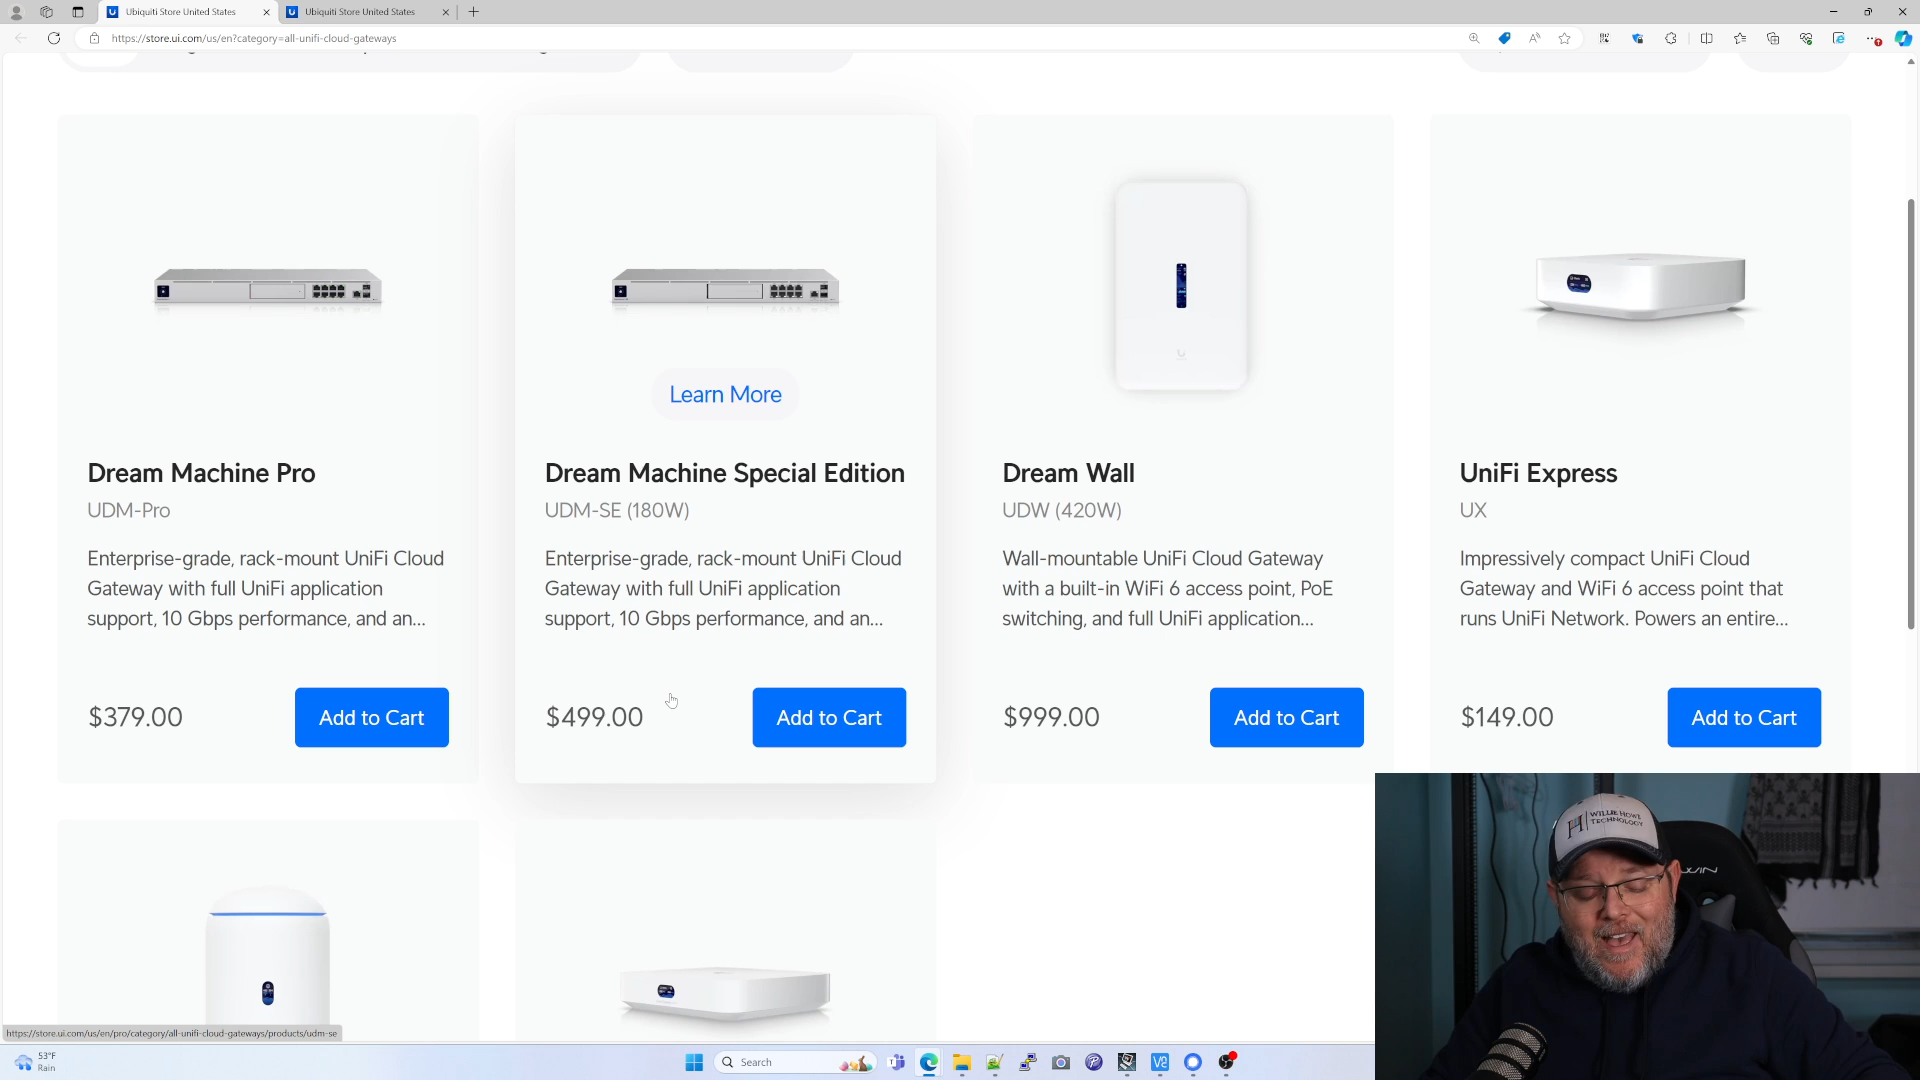 Ubiquiti Store United States
Ubiquiti Store United States
https://store.ui.com/us/en?category=all-unifi-cloud-gateways
Learn More
Dream Machine Pro
UDM-Pro
Enterprise-grade, rack-mount UniFi Cloud
Gateway with full UniFi application
support, 10 Gbps performance, and an...
$379.00
Add to Cart
Dream Machine Special Edition
UDM-SE (180W)
Enterprise-grade, rack-mount UniFi Cloud
Gateway with full UniFi application
support, 10 Gbps performance, and an...
$499.00
Add to Cart
Dream Wall
UDW (420W)
Wall-mountable UniFi Cloud Gateway
with a built-in WiFi 6 access point, PoE
switching, and full UniFi application...
$999.00
Add to Cart
UniFi Express
UX
Impressively compact UniFi Cloud
Gateway and WiFi 6 access point that
runs UniFi Network. Powers an entire...
$149.00
Add to Cart
WILLIE HOWE
TECHNOLOGY
https://store.ui.com/us/en/pro/category/all-unifi-cloud-gateways/products/udm-se
53°F
Rain
Search